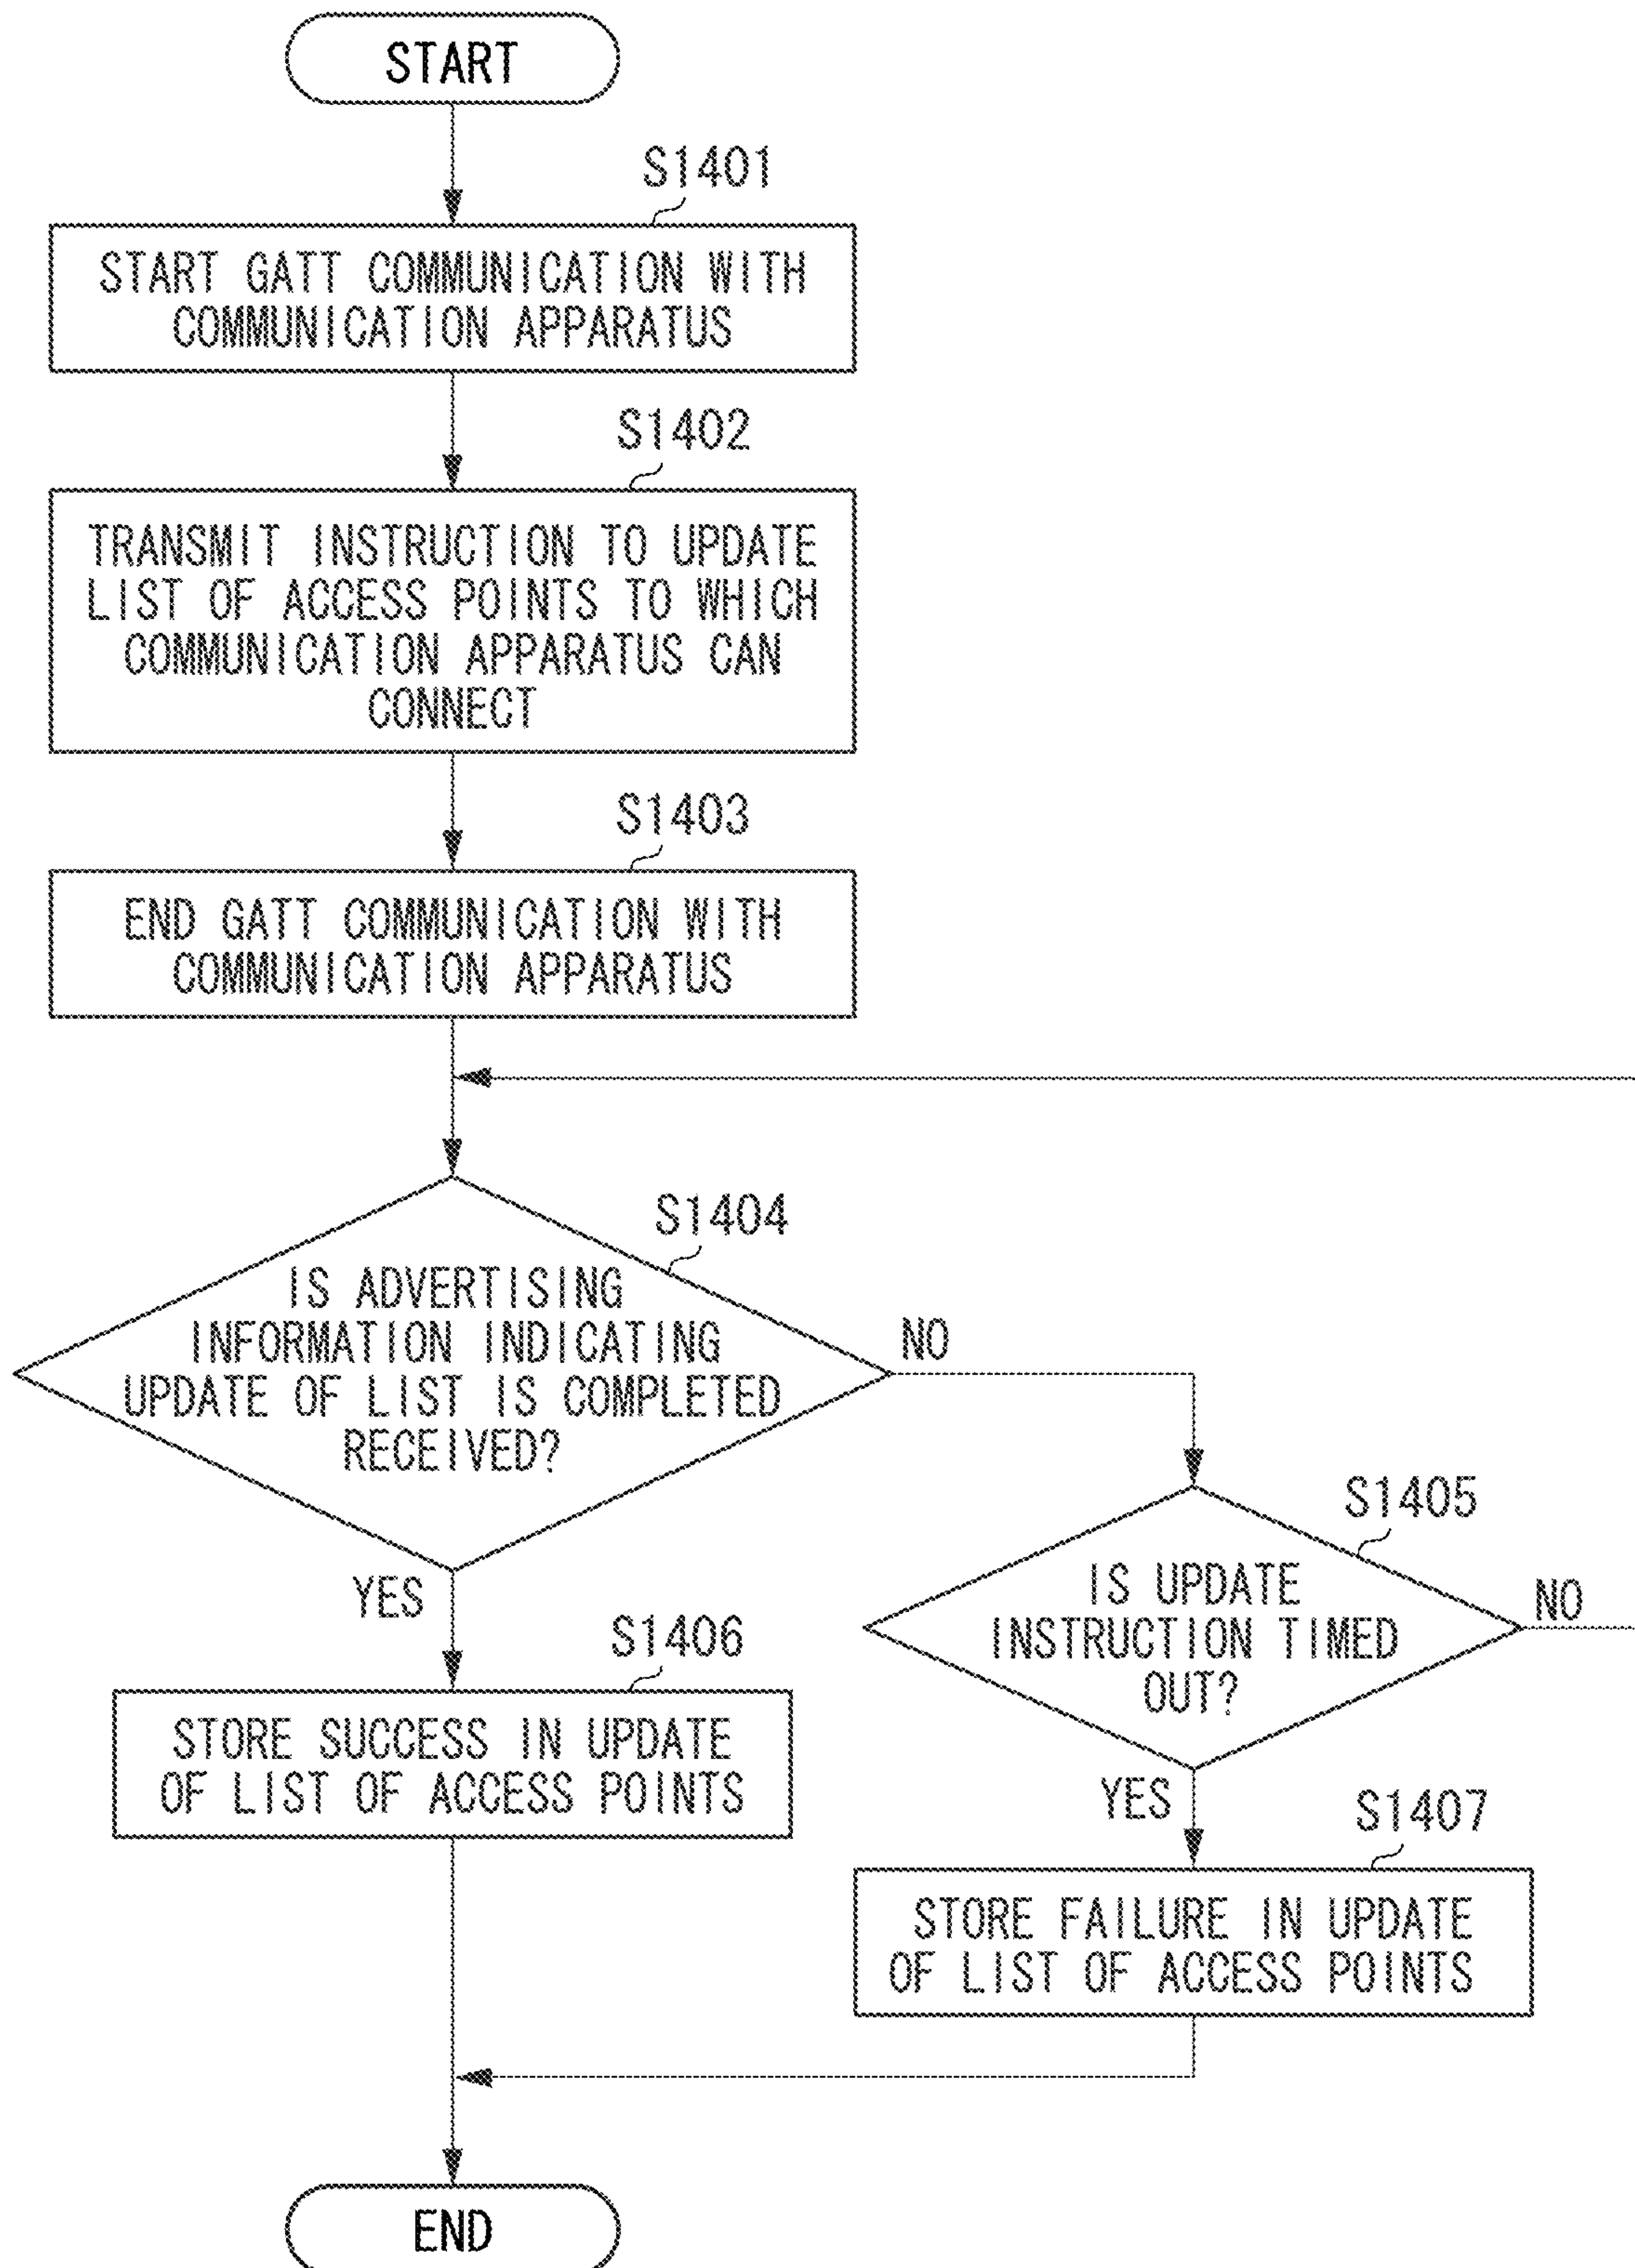 START
S1401
START GATT COMMUNICATION WITH
COMMUNICATION APPARATUS
S1402
TRANSMIT INSTRUCTION TO UPDATE
LIST OF ACCESS POINTS TO WHICH
COMMUNICATION APPARATUS CAN
CONNECT
S1403
END GATT COMMUNICATION WITH
COMMUNICATION APPARATUS
S1404
IS ADVERTISING
INFORMATION INDICATING
UPDATE OF LIST IS COMPLETED
RECEIVED?
NO
YES
S1405
IS UPDATE
INSTRUCTION TIMED
OUT?
NO
YES
S1406
STORE SUCCESS IN UPDATE
OF LIST OF ACCESS POINTS
S1407
STORE FAILURE IN UPDATE
OF LIST OF ACCESS POINTS
END